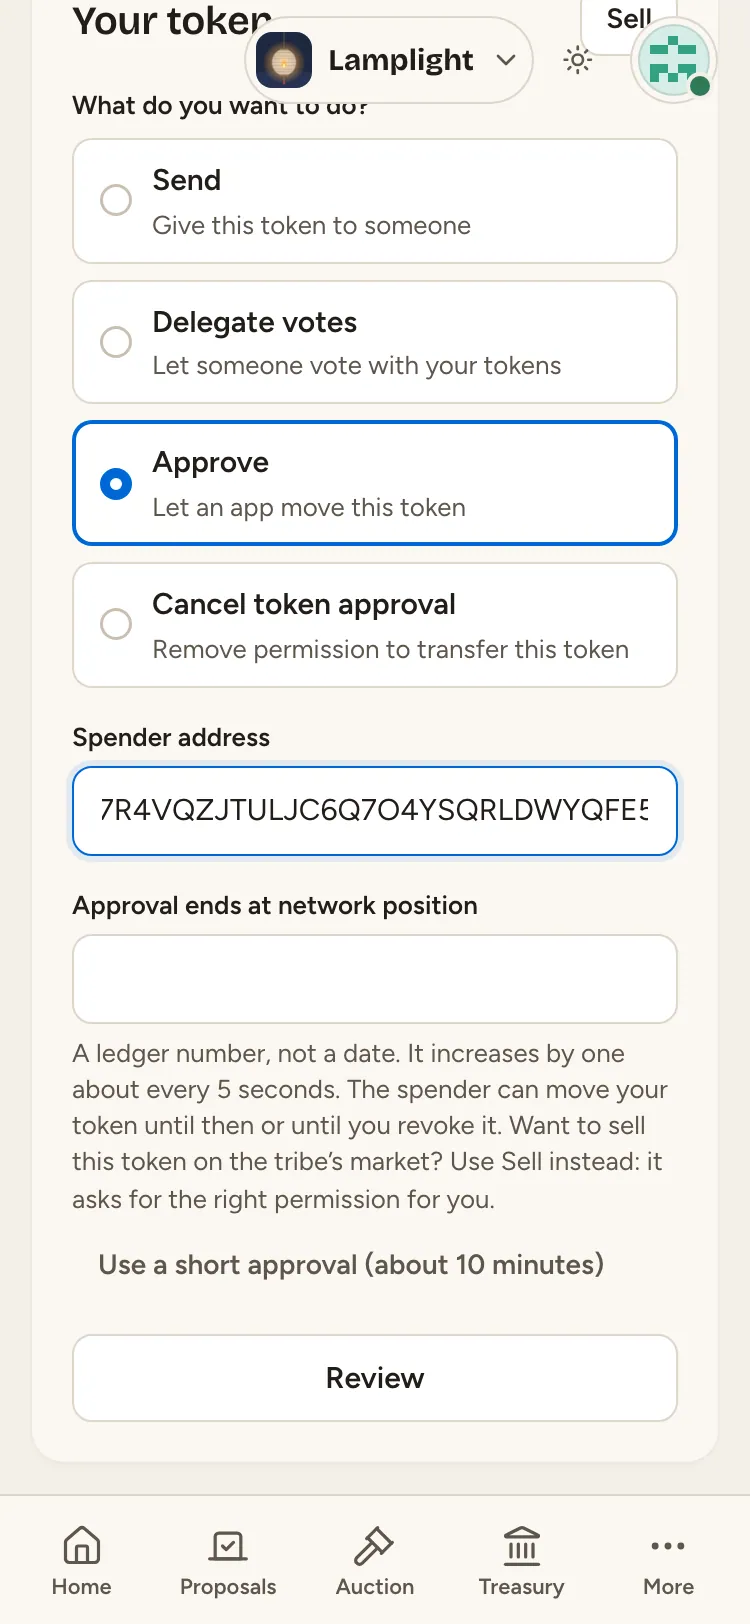 Your token
Sell
Lamplight
What do you want to do?
Send
Give this token to someone
Delegate votes
Let someone vote with your tokens
Approve
Let an app move this token
Cancel token approval
Remove permission to transfer this token
Spender address
7R4VQZJTULJC6Q7O4YSQRLDWYQFE5
Approval ends at network position
A ledger number, not a date. It increases by one
about every 5 seconds. The spender can move your
token until then or until you revoke it. Want to sell
this token on the tribe’s market? Use Sell instead: it
asks for the right permission for you.
Use a short approval (about 10 minutes)
Review
Home
Proposals
Auction
Treasury
More